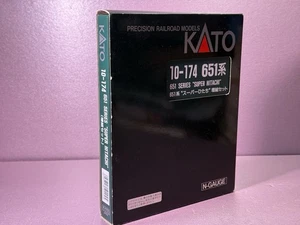 PRECISION RAILROAD MODELS
KATO
10-174 651系
651 SERIES "SUPER HITACHI"
651系"スーパーひたち"増結セット
N-GAUGE
10-174 651 SERIES "SUPER HITACHI"
KATO